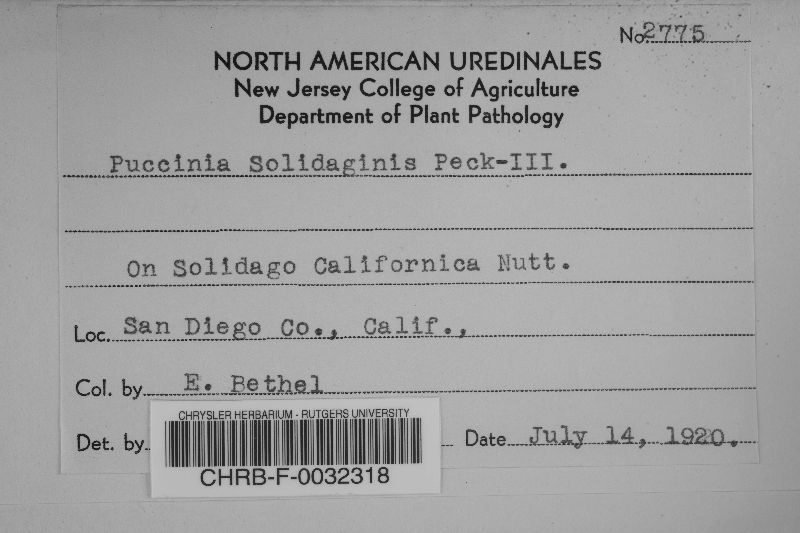 No. 2775
NORTH AMERICAN UREDINALES
New Jersey College of Agriculture
Department of Plant Pathology
Puccinia Solidaginis Peck-III.
On Solidago Californica Nutt.
Loc. San Diego Co., Calif.,
Col. by E. Bethel
Det. by Date July 14, 1920.
CHRYSLER HERBARIUM - RUTGERS UNIVERSITY
CHRB-F-0032318